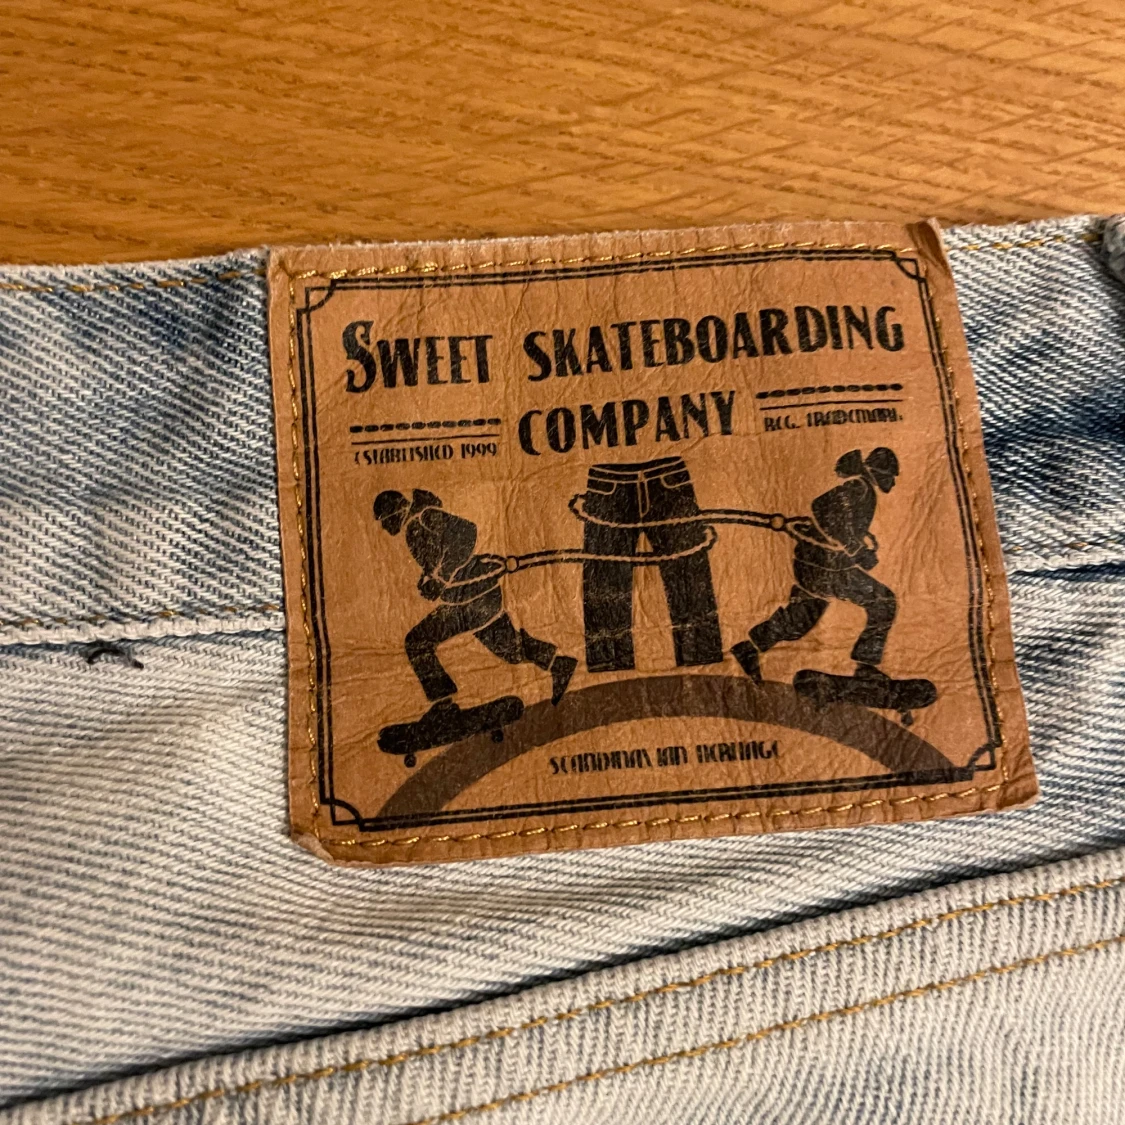 SWEET SKATEBOARDING
COMPANY
ESTABLISHED 1999
REG. TRADEMARK
SCANDINAVIAN HERITAGE